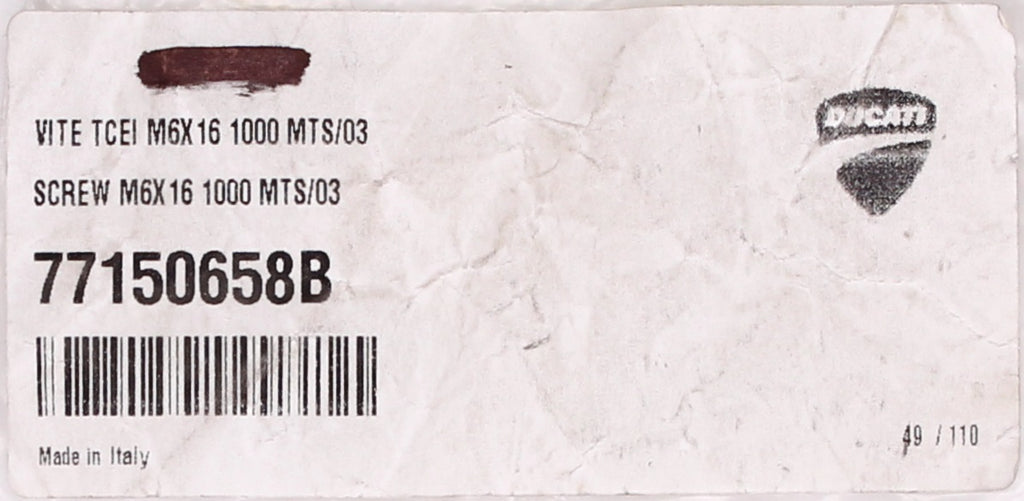 VITE TCEI M6X16 1000 MTS/03
DUCATI
SCREW M6X16 1000 MTS/03
77150658B
Made in Italy
49 / 110